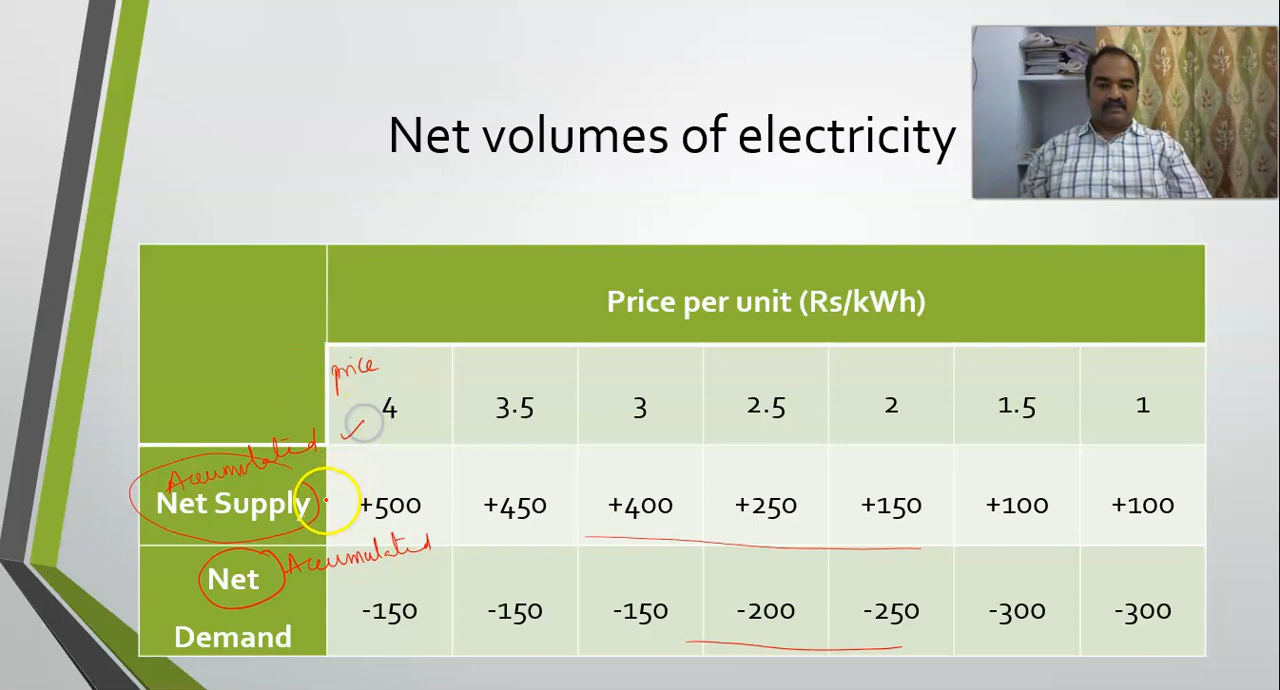 Net volumes of electricity
Price per unit (Rs/kWh)
price
4 3.5 3 2.5 2 1.5 1
Acumulated
Net Supply +500 +450 +400 +250 +150 +100 +100
Acumulated
Net
Demand -150 -150 -150 -200 -250 -300 -300